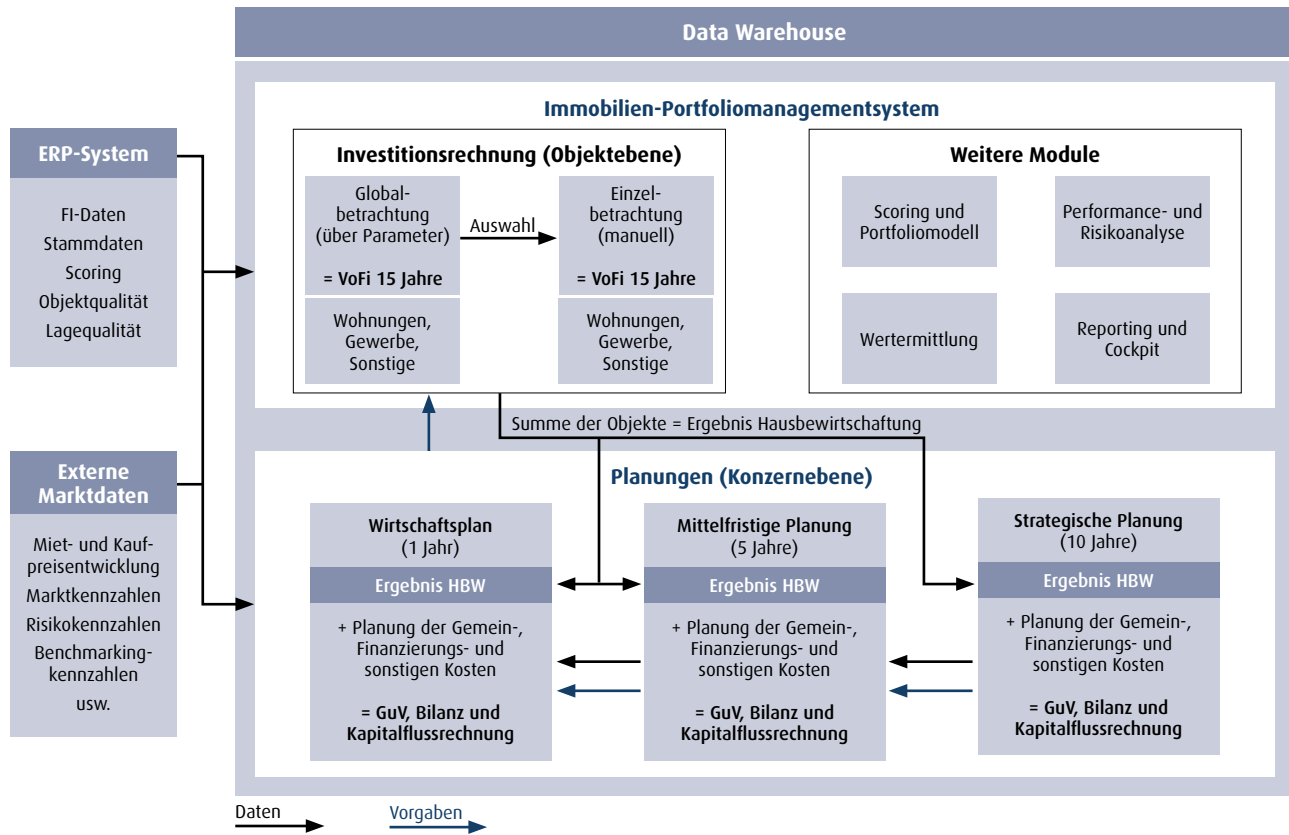 Data Warehouse
ERP-System
FI-Daten
Stammdaten
Scoring
Objektqualität
Lagequalität
Externe
Marktdaten
Miet- und Kauf-
preisentwicklung
Marktkennzahlen
Risikokennzahlen
Benchmarking-
kennzahlen
usw.
Immobilien-Portfoliomanagementsystem
Investitionsrechnung (Objektebene)
Global-
betrachtung
(über Parameter)
= VoFi 15 Jahre
Wohnungen,
Gewerbe,
Sonstige
Auswahl
Einzel-
betrachtung
(manuell)
= VoFi 15 Jahre
Wohnungen,
Gewerbe,
Sonstige
Weitere Module
Scoring und
Portfoliomodell
Performance- und
Risikoanalyse
Wertermittlung
Reporting und
Cockpit
Summe der Objekte = Ergebnis Hausbewirtschaftung
Planungen (Konzernebene)
Wirtschaftsplan
(1 Jahr)
Ergebnis HBW
+ Planung der Gemein-,
Finanzierungs- und
sonstigen Kosten
= GuV, Bilanz und
Kapitalflussrechnung
Mittelfristige Planung
(5 Jahre)
Ergebnis HBW
+ Planung der Gemein-,
Finanzierungs- und
sonstigen Kosten
= GuV, Bilanz und
Kapitalflussrechnung
Strategische Planung
(10 Jahre)
Ergebnis HBW
+ Planung der Gemein-,
Finanzierungs- und
sonstigen Kosten
= GuV, Bilanz und
Kapitalflussrechnung
Daten
Vorgaben